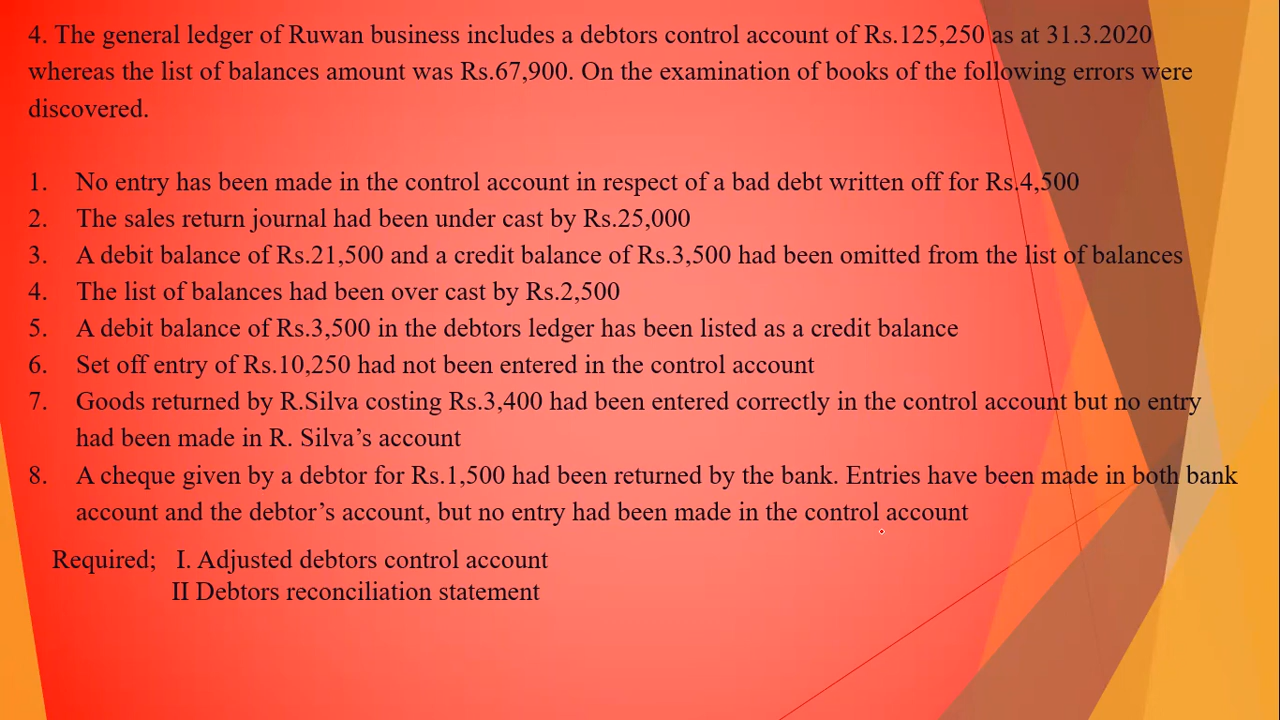 4. The general ledger of Ruwan business includes a debtors control account of Rs.125,250 as at 31.3.2020
whereas the list of balances amount was Rs.67,900. On the examination of books of the following errors were
discovered.
1. No entry has been made in the control account in respect of a bad debt written off for Rs.4,500
2. The sales return journal had been under cast by Rs.25,000
3. A debit balance of Rs.21,500 and a credit balance of Rs.3,500 had been omitted from the list of balances
4. The list of balances had been over cast by Rs.2,500
5. A debit balance of Rs.3,500 in the debtors ledger has been listed as a credit balance
6. Set off entry of Rs.10,250 had not been entered in the control account
7. Goods returned by R.Silva costing Rs.3,400 had been entered correctly in the control account but no entry
had been made in R. Silva’s account
8. A cheque given by a debtor for Rs.1,500 had been returned by the bank. Entries have been made in both bank
account and the debtor’s account, but no entry had been made in the control account
Required; I. Adjusted debtors control account
II Debtors reconciliation statement